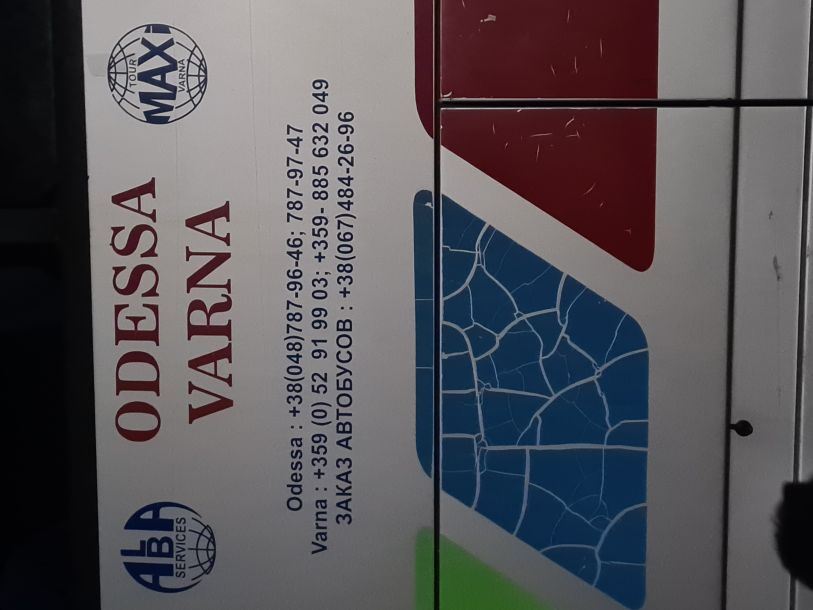 ALBA
SERVICES
ODESSA
VARNA
TOUR
MAXI
VARNA
Odessa : +38(048)787-96-46; 787-97-47
Varna : +359 (0) 52 91 99 03; +359- 885 632 049
ЗАКАЗ АВТОБУСОВ : +38(067)484-26-96